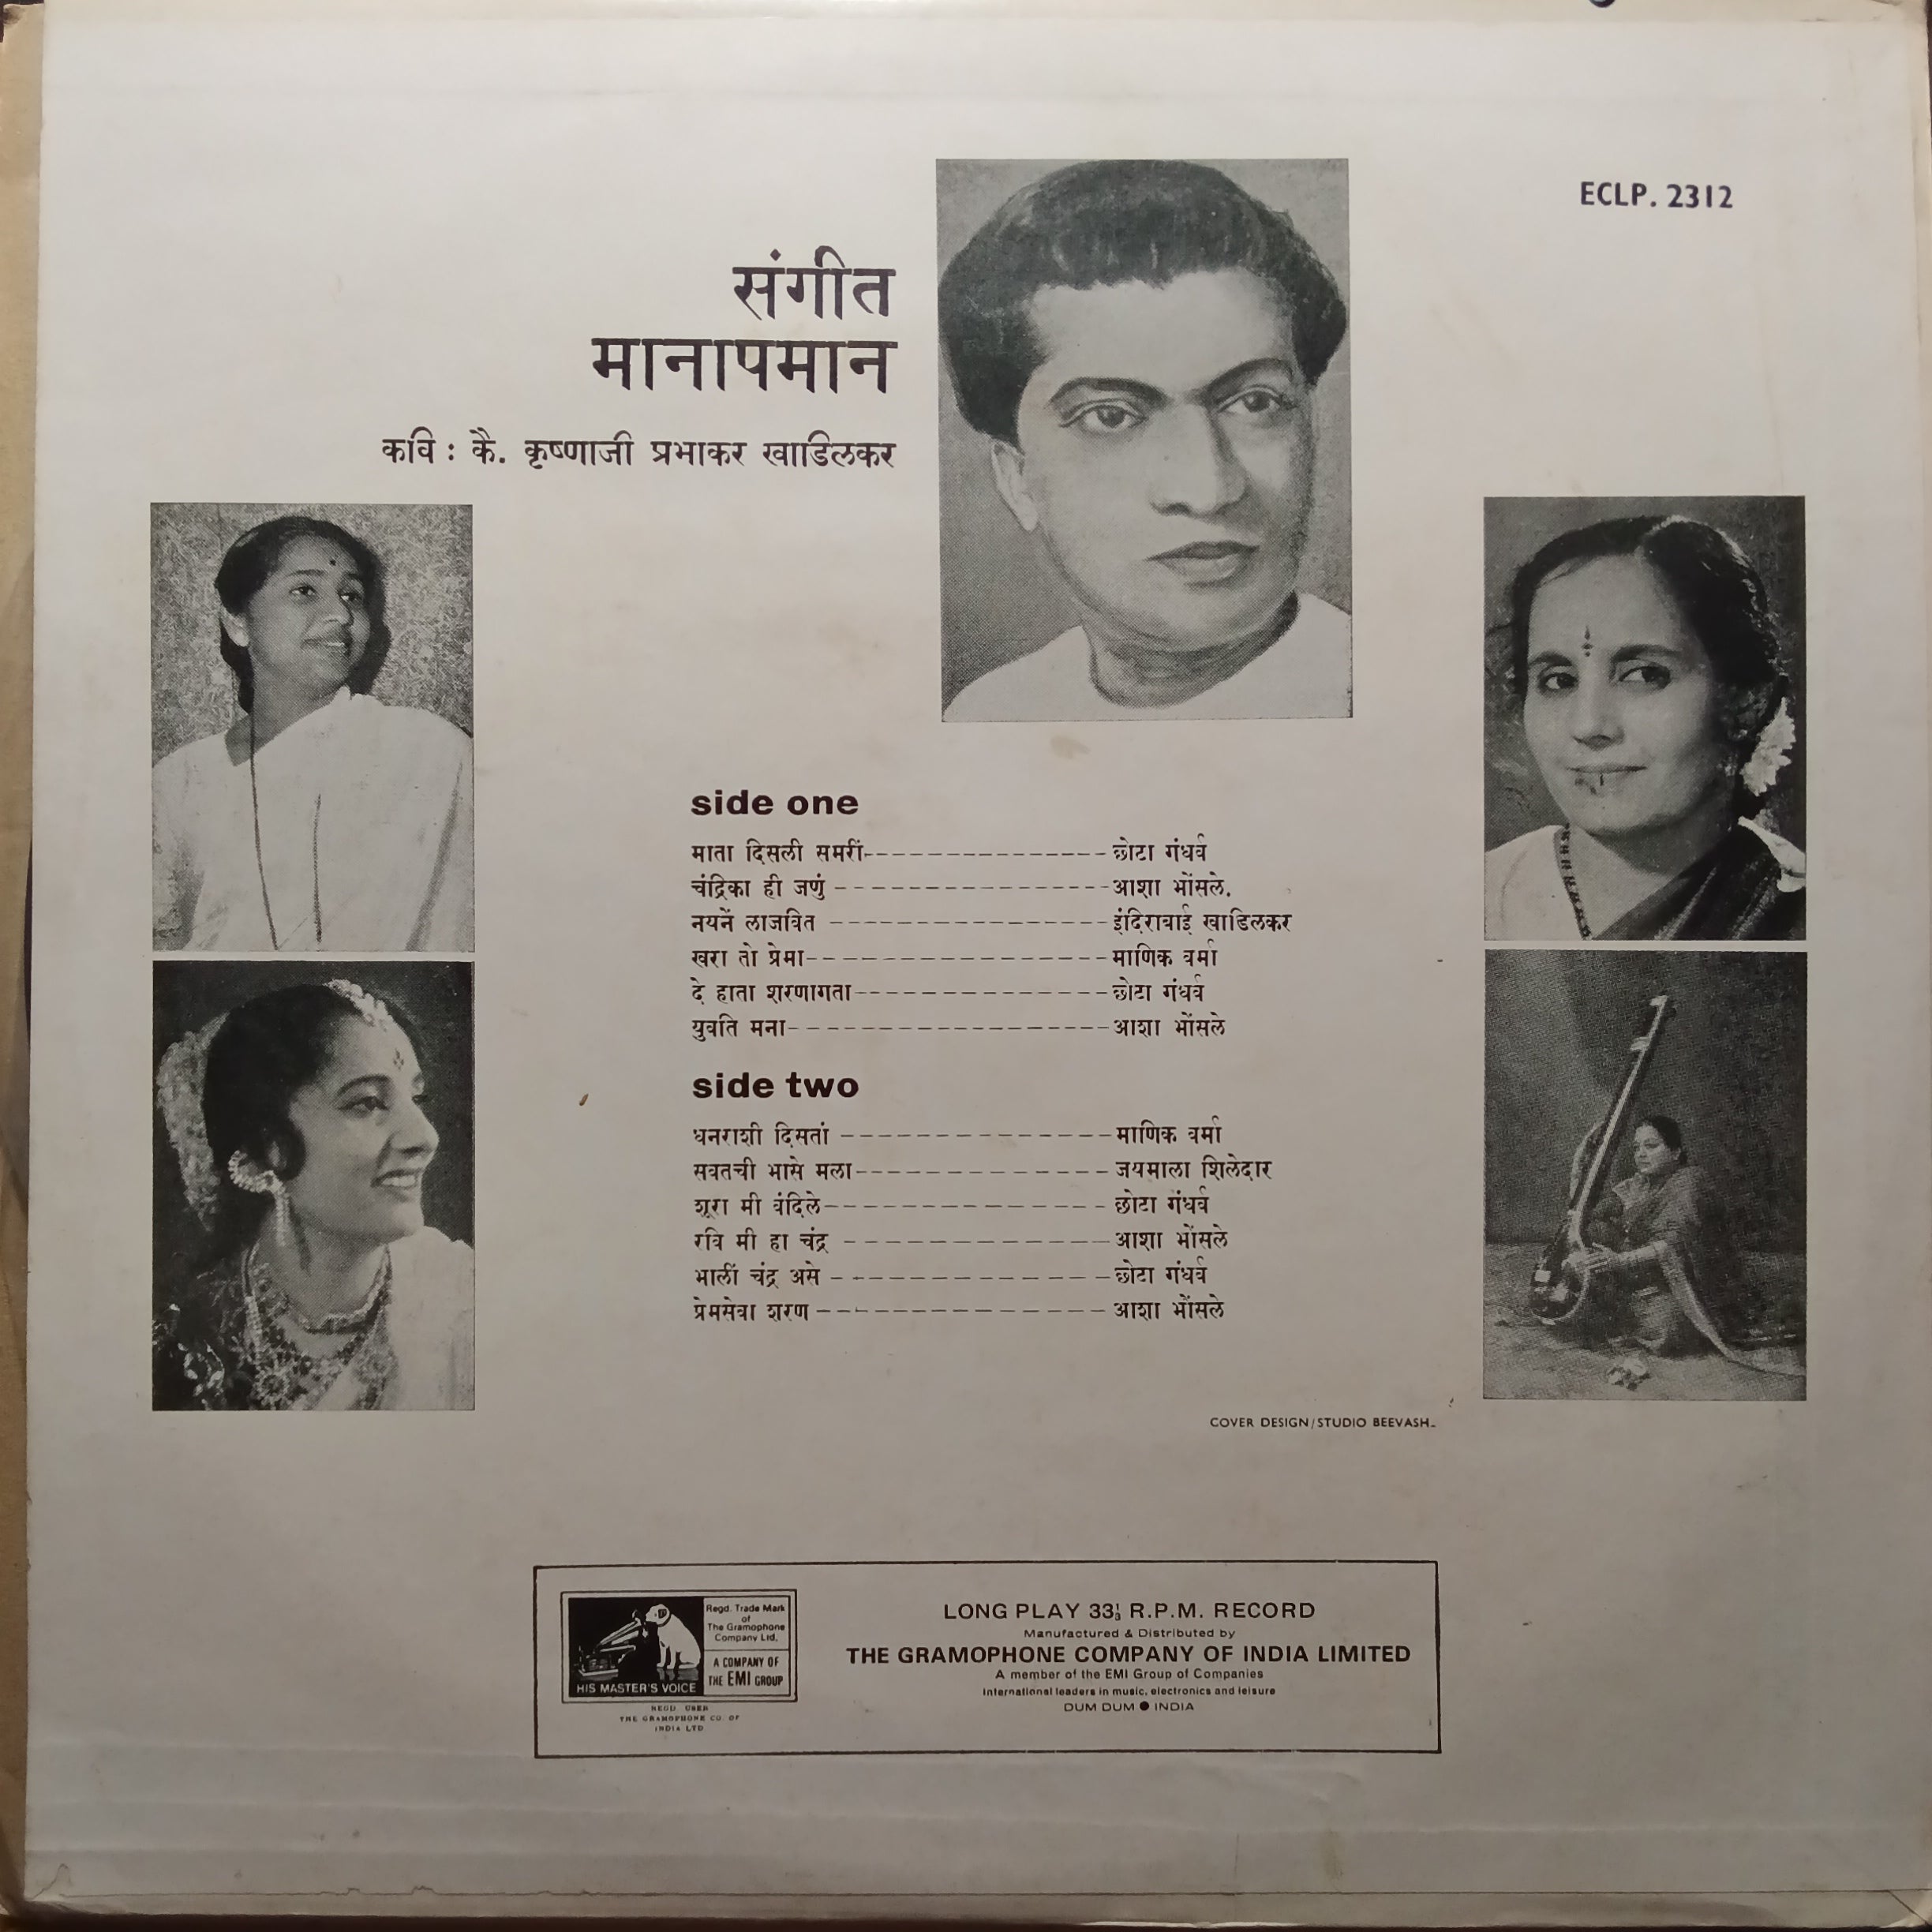 ECLP. 2312
संगीत
मानापमान
कवि : कै. कृष्णाजी प्रभाकर खाडिलकर
side one
माता दिसली समरीं--------------- छोटा गंधर्व
चंद्रिका ही जणुं ----------------- आशा भोंसले.
नयनें लाजवित ----------------- इंदिराबाई खाडिलकर
खरा तो प्रेमा------------------- माणिक वर्मा
दे हाता शरणागता---------------- छोटा गंधर्व
युवति मना-------------------- आशा भोंसले
side two
धनराशी दिसतां ----------------- माणिक वर्मा
सवतची भासे मला---------------- जयमाला शिलेदार
शूरा मी वंदिले------------------ छोटा गंधर्व
रवि मी हा चंद्र ----------------- आशा भोंसले
भालीं चंद्र असे ----------------- छोटा गंधर्व
प्रेमसेवा शरण ------------------ आशा भोंसले
COVER DESIGN/STUDIO BEEVASH.
Regd. Trade Mark
of
The Gramophone
Company Ltd.
A COMPANY OF
THE EMI GROUP
HIS MASTER'S VOICE
REGD. USER
THE GRAMOPHONE CO. OF
INDIA LTD
LONG PLAY 33⅓ R.P.M. RECORD
Manufactured & Distributed by
THE GRAMOPHONE COMPANY OF INDIA LIMITED
A member of the EMI Group of Companies
International leaders in music, electronics and leisure
DUM DUM ● INDIA